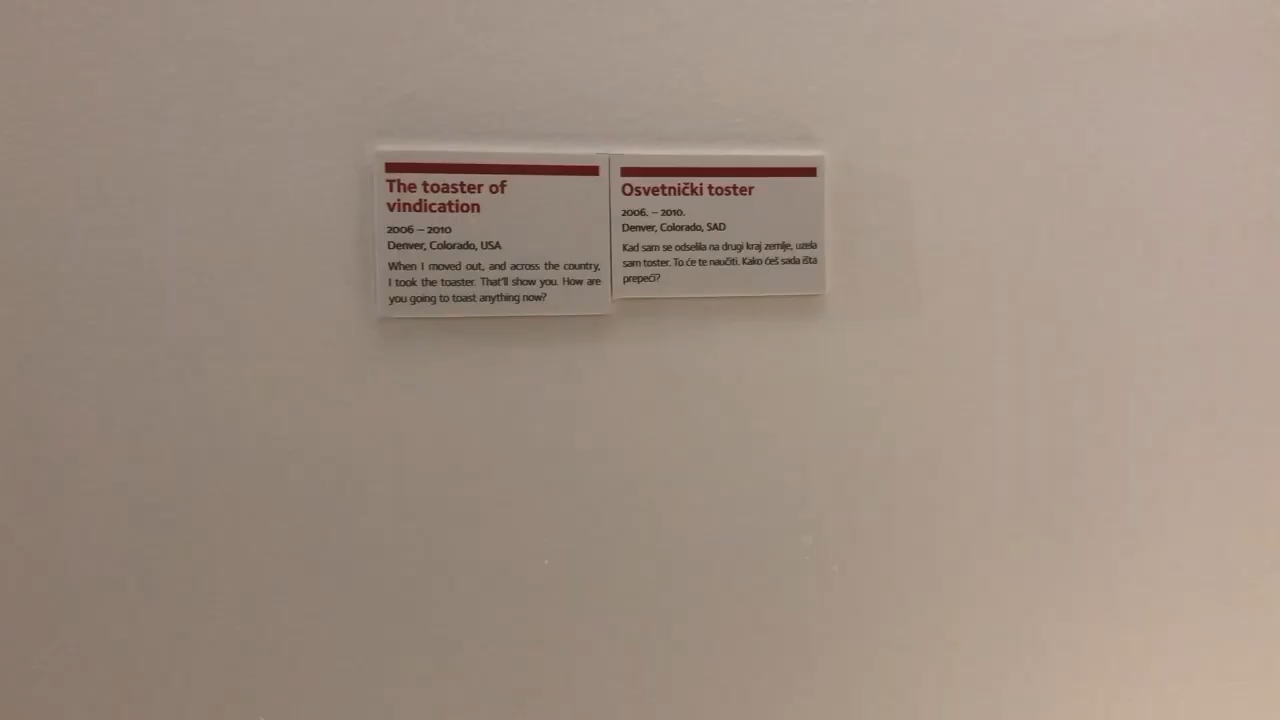 The toaster of
vindication
2006 – 2010
Denver, Colorado, USA
When I moved out, and across the country,
I took the toaster. That'll show you. How are
you going to toast anything now?
Osvetnički toster
2006. – 2010.
Denver, Colorado, SAD
Kad sam se odselila na drugi kraj zemlje, uzela
sam toster. To će te naučiti. Kako ćeš sada išta
prepeći?